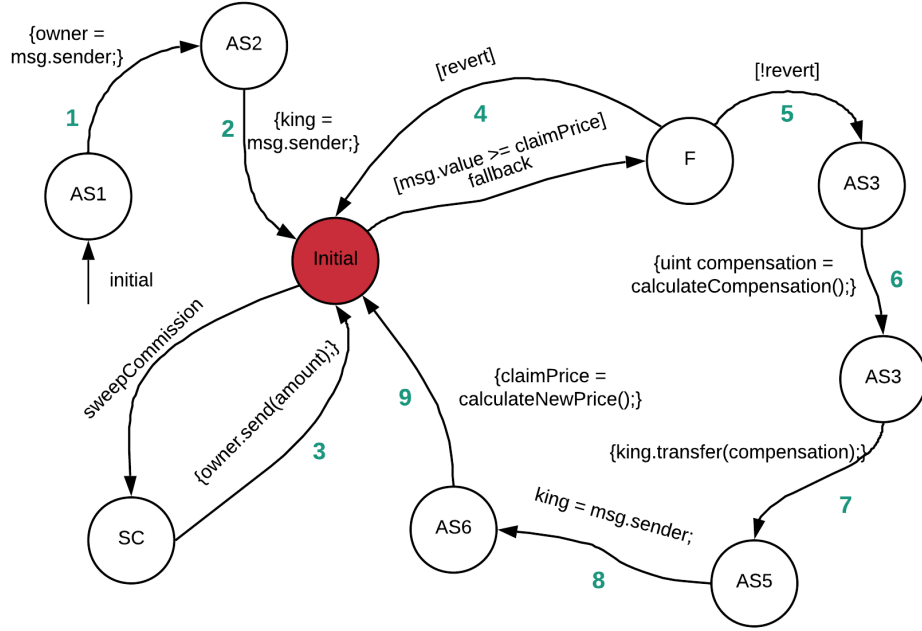 {owner =
msg.sender;}
1
AS1
initial
AS2
2
{king =
msg.sender;}
Initial
[revert]
4
[msg.value >= claimPrice]
fallback
F
[!revert]
5
AS3
{uint compensation =
calculateCompensation();}
6
AS3
{king.transfer(compensation);}
7
AS5
king = msg.sender;
8
AS6
{claimPrice =
calculateNewPrice();}
9
sweepCommission
SC
{owner.send(amount);}
3